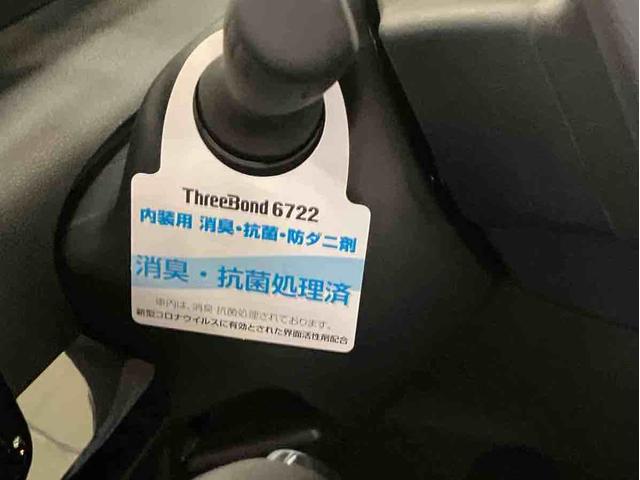 ThreeBond 6722
内装用 消臭・抗菌・防ダニ剤
消臭・抗菌処理済
車内は、消臭 抗菌処理されております。
新型コロナウイルスに有効とされた界面活性剤配合